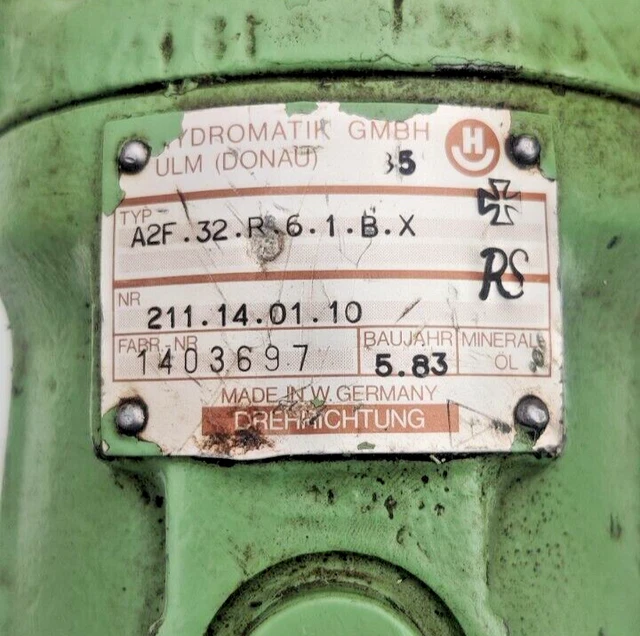 HYDROMATIK GMBH
ULM (DONAU) 35
H
TYP
A2F.32.R.6.1.B.X
RS
NR
211.14.01.10
FABR.-NR BAUJAHR MINERAL
1403697 5.83 ÖL
MADE IN W. GERMANY
DREHRICHTUNG